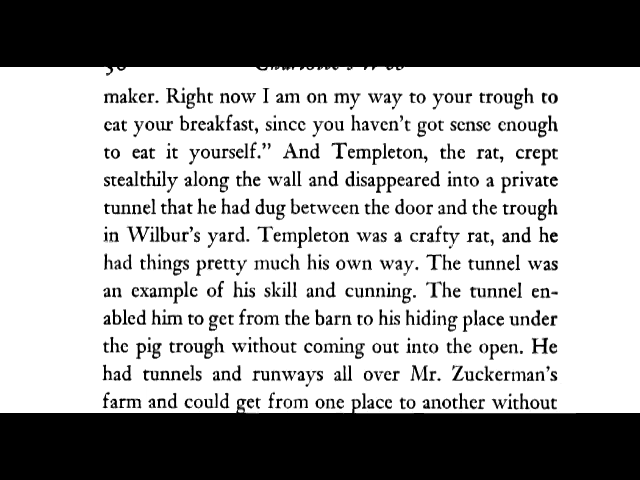 maker. Right now I am on my way to your trough to
eat your breakfast, since you haven't got sense enough
to eat it yourself." And Templeton, the rat, crept
stealthily along the wall and disappeared into a private
tunnel that he had dug between the door and the trough
in Wilbur's yard. Templeton was a crafty rat, and he
had things pretty much his own way. The tunnel was
an example of his skill and cunning. The tunnel en-
abled him to get from the barn to his hiding place under
the pig trough without coming out into the open. He
had tunnels and runways all over Mr. Zuckerman's
farm and could get from one place to another without